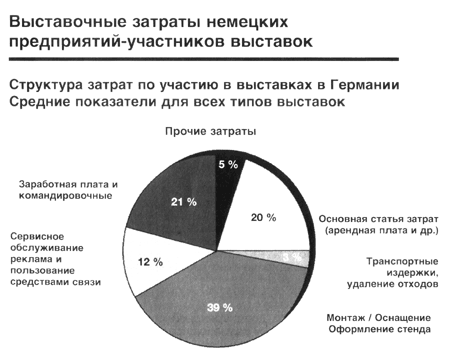 Выставочные затраты немецких
предприятий-участников выставок
Структура затрат по участию в выставках в Германии
Средние показатели для всех типов выставок
Прочие затраты
5 %
Заработная плата и
командировочные
21 %
20 %
Основная статья затрат
(арендная плата и др.)
Сервисное
обслуживание
реклама и
пользование
средствами связи
12 %
3 %
Транспортные
издержки,
удаление отходов
39 %
Монтаж / Оснащение
Оформление стенда